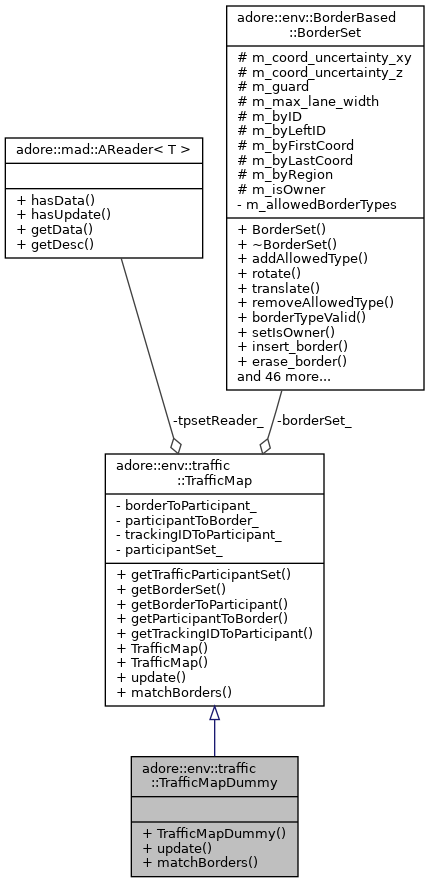 adore::env::BorderBased
::BorderSet
# m_coord_uncertainty_xy
# m_coord_uncertainty_z
# m_guard
# m_max_lane_width
# m_byID
# m_byLeftID
# m_byFirstCoord
# m_byLastCoord
# m_byRegion
# m_isOwner
- m_allowedBorderTypes
+ BorderSet()
+ ~BorderSet()
+ addAllowedType()
+ rotate()
+ translate()
+ removeAllowedType()
+ borderTypeValid()
+ setIsOwner()
+ insert_border()
+ erase_border()
and 46 more...
adore::mad::AReader< T >
+ hasData()
+ hasUpdate()
+ getData()
+ getDesc()
-tpsetReader_
-borderSet_
adore::env::traffic
::TrafficMap
- borderToParticipant_
- participantToBorder_
- trackingIDToParticipant_
- participantSet_
+ getTrafficParticipantSet()
+ getBorderSet()
+ getBorderToParticipant()
+ getParticipantToBorder()
+ getTrackingIDToParticipant()
+ TrafficMap()
+ TrafficMap()
+ update()
+ matchBorders()
adore::env::traffic
::TrafficMapDummy
+ TrafficMapDummy()
+ update()
+ matchBorders()